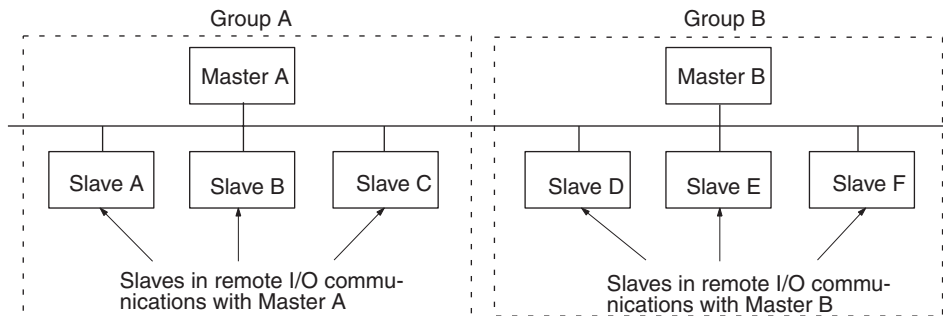 Group A
Group B
Master A
Master B
Slave A
Slave B
Slave C
Slave D
Slave E
Slave F
Slaves in remote I/O commu-
nications with Master A
Slaves in remote I/O commu-
nications with Master B